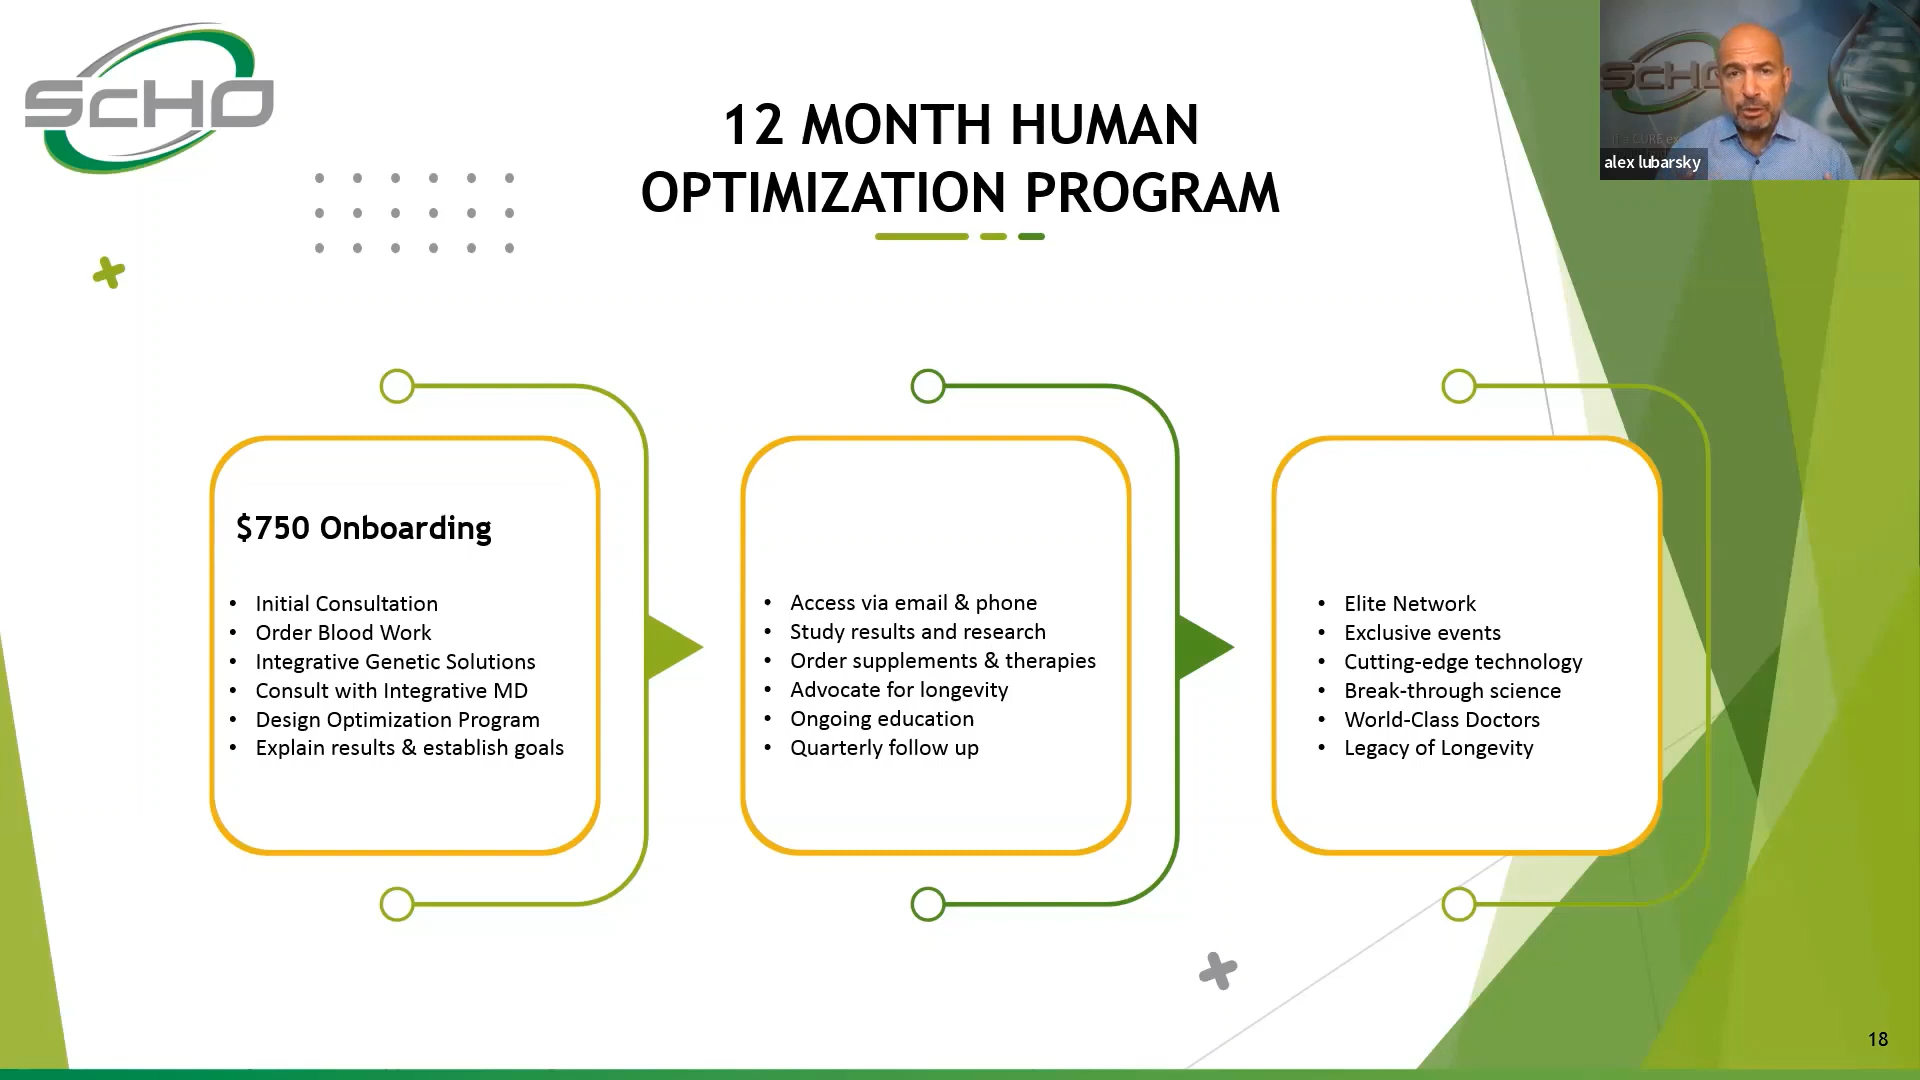 SCHO
12 MONTH HUMAN
OPTIMIZATION PROGRAM
SCHO
alex lubarsky
$750 Onboarding
• Initial Consultation
• Order Blood Work
• Integrative Genetic Solutions
• Consult with Integrative MD
• Design Optimization Program
• Explain results & establish goals
• Access via email & phone
• Study results and research
• Order supplements & therapies
• Advocate for longevity
• Ongoing education
• Quarterly follow up
• Elite Network
• Exclusive events
• Cutting-edge technology
• Break-through science
• World-Class Doctors
• Legacy of Longevity
18